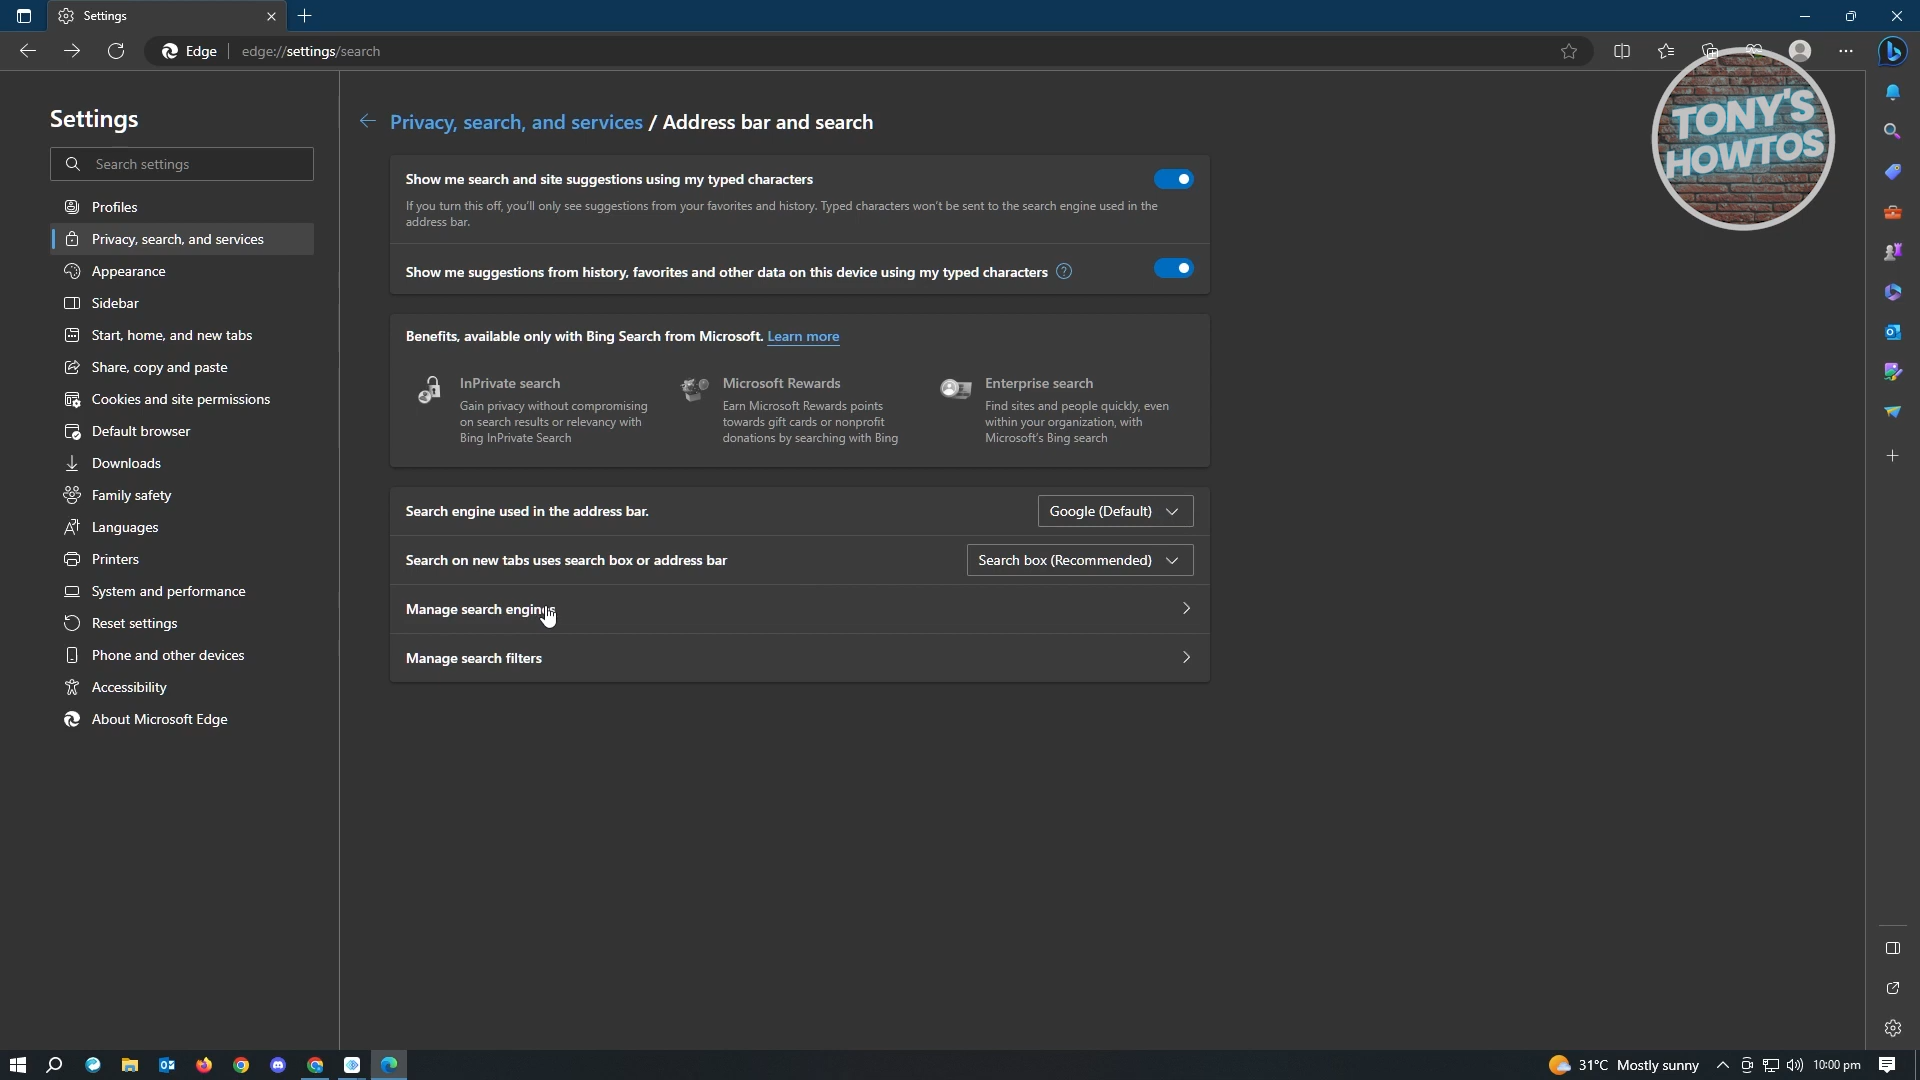 Settings
Edge
edge://settings/search
TONY'S
HOWTOS
Settings
Search settings
Profiles
Privacy, search, and services
Appearance
Sidebar
Start, home, and new tabs
Share, copy and paste
Cookies and site permissions
Default browser
Downloads
Family safety
Languages
Printers
System and performance
Reset settings
Phone and other devices
Accessibility
About Microsoft Edge
Privacy, search, and services / Address bar and search
Show me search and site suggestions using my typed characters
If you turn this off, you'll only see suggestions from your favorites and history. Typed characters won't be sent to the search engine used in the
address bar.
Show me suggestions from history, favorites and other data on this device using my typed characters
Benefits, available only with Bing Search from Microsoft. Learn more
InPrivate search
Gain privacy without compromising
on search results or relevancy with
Bing InPrivate Search
Microsoft Rewards
Earn Microsoft Rewards points
towards gift cards or nonprofit
donations by searching with Bing
Enterprise search
Find sites and people quickly, even
within your organization, with
Microsoft's Bing search
Search engine used in the address bar.
Google (Default)
Search on new tabs uses search box or address bar
Search box (Recommended)
Manage search engines
Manage search filters
31°C Mostly sunny
10:00 pm